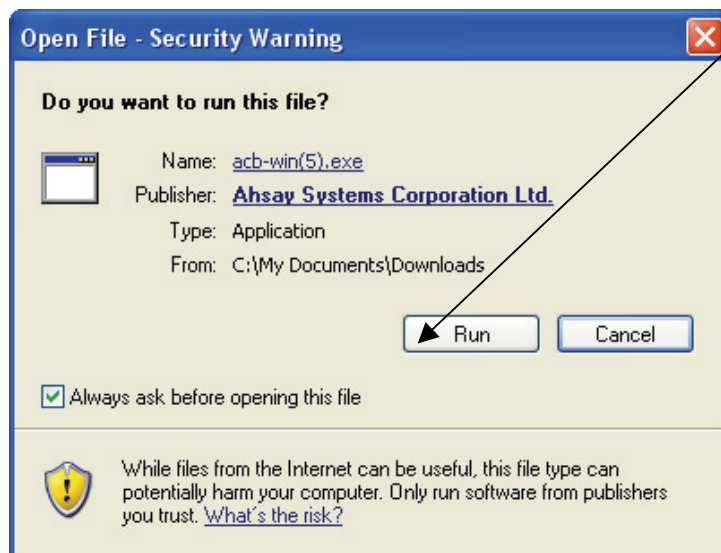 Open File - Security Warning
Do you want to run this file?
Name: acb-win(5).exe
Publisher: Ahsay Systems Corporation Ltd.
Type: Application
From: C:\My Documents\Downloads
Run Cancel
Always ask before opening this file
While files from the Internet can be useful, this file type can
potentially harm your computer. Only run software from publishers
you trust. What's the risk?